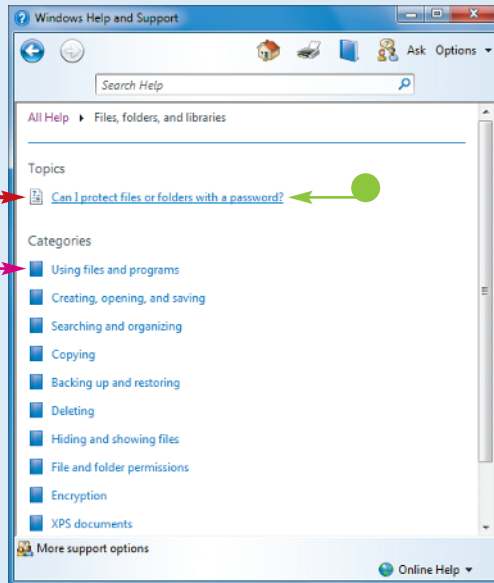 Windows Help and Support
Ask Options
Search Help
All Help Files, folders, and libraries
Topics
Can I protect files or folders with a password?
Categories
Using files and programs
Creating, opening, and saving
Searching and organizing
Copying
Backing up and restoring
Deleting
Hiding and showing files
File and folder permissions
Encryption
XPS documents
More support options
Online Help